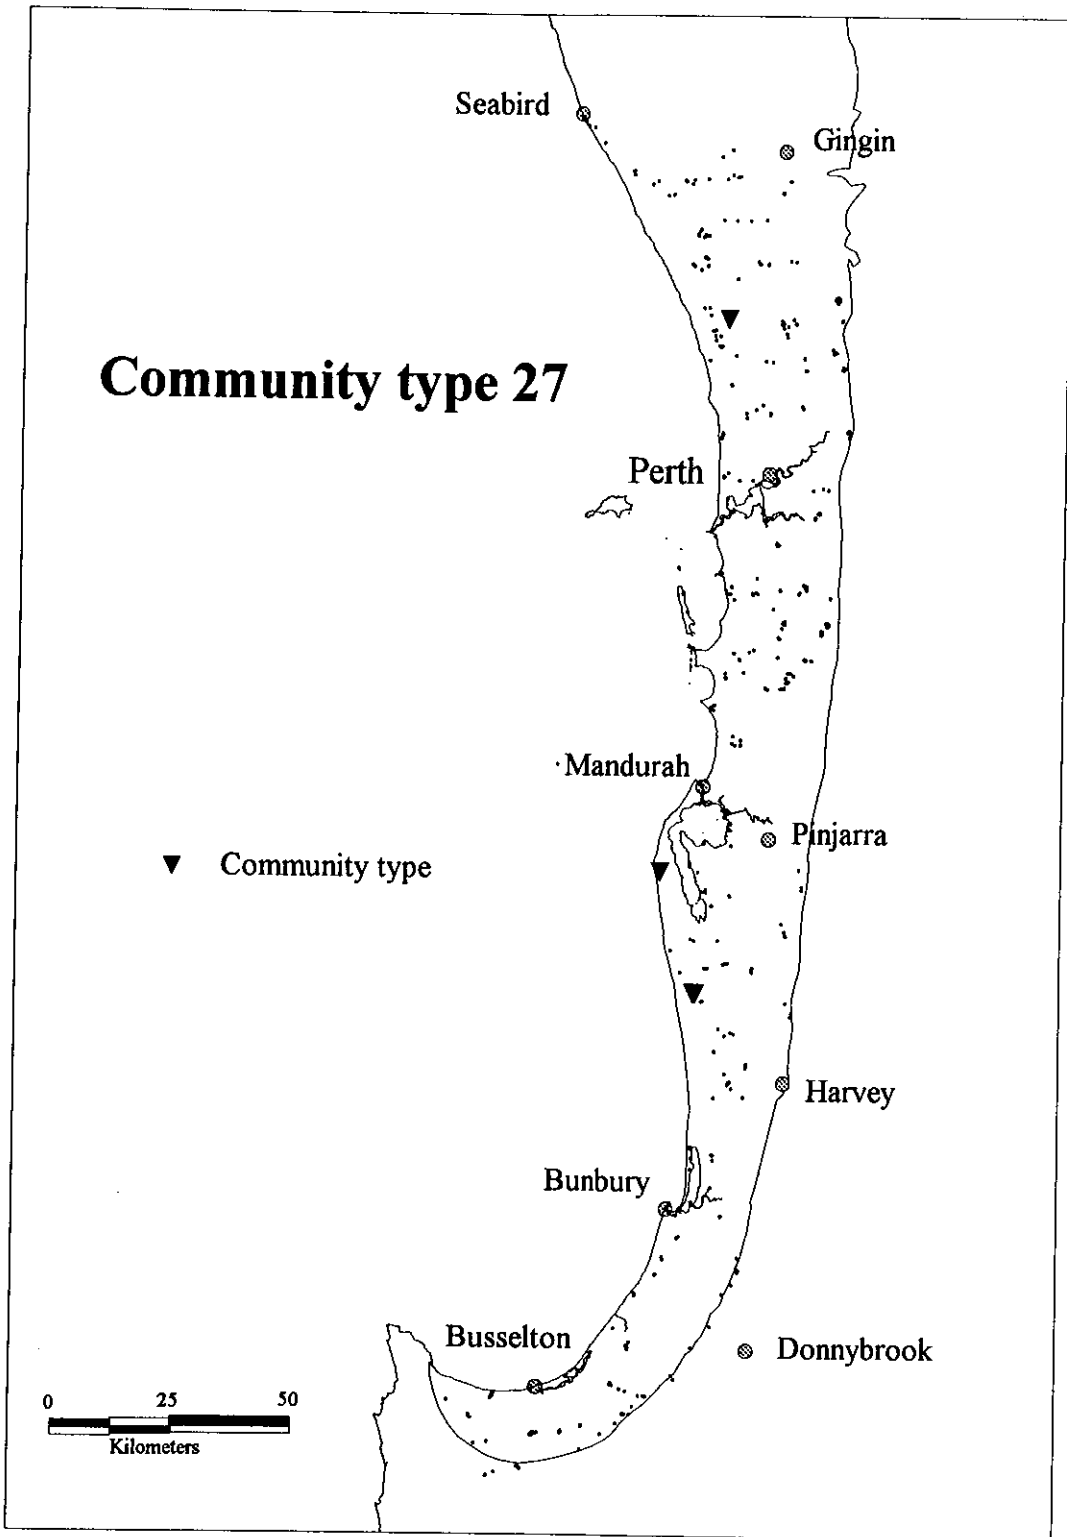 Seabird
Gingin
Community type 27
Perth
Mandurah
Pinjarra
Community type
Harvey
Bunbury
Busselton
Donnybrook
0 25 50
Kilometers